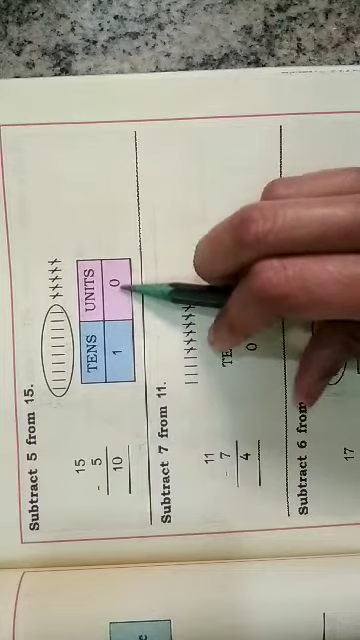 Subtract 5 from 15.
15
- 5
10
TENS UNITS
1 0
Subtract 7 from 11.
11
- 7
4
0
Subtract 6 from
17